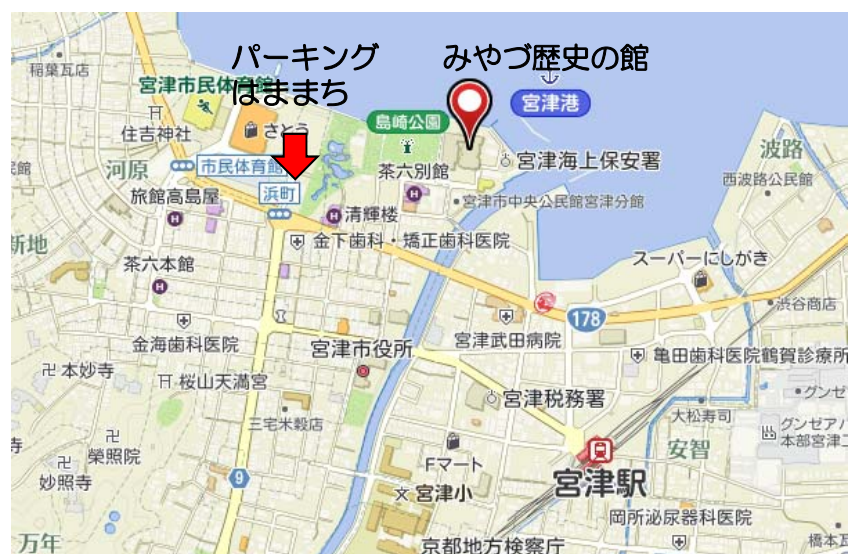 パーキング
はままち
みやづ歴史の館
稲葉瓦店
宮津市民体育館
宮津港
住吉神社
さとう
島崎公園
宮津海上保安署
波路
河原
市民体育館
茶六別館
西波路公民館
旅館高島屋
浜町
清輝楼
宮津市中央公民館宮津分館
新地
金下歯科・矯正歯科医院
スーパーにしがき
茶六本館
178
渋谷商店
金海歯科医院
宮津市役所
宮津武田病院
亀田歯科医院鶴賀診療所
本妙寺
桜山天満宮
宮津税務署
グンゼ
三宅米穀店
大松寿司
グンゼアパ
本部宮津工
安智
榮照院
妙照寺
9
Fマート
宮津駅
宮津小
岡所泌尿器科医院
万年
京都地方検察庁
橋本瓦